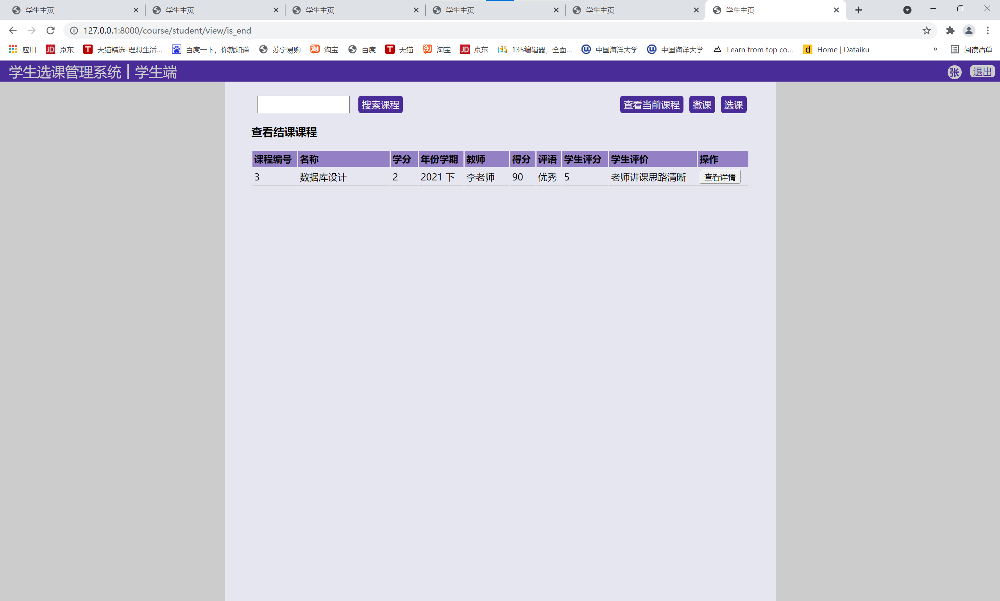 学生主页 学生主页 学生主页 学生主页 学生主页 学生主页
127.0.0.1:8000/course/student/view/is_end
应用 JD 京东 T 天猫精选-理想生活... 百度一下，你就知道 苏宁易购 淘 淘宝 百度 T 天猫 淘 淘宝 JD 京东 135 135编辑器，全面... 中国海洋大学 中国海洋大学 Learn from top co... d Home | Dataiku » 阅读清单
学生选课管理系统 | 学生端 张 退出
搜索课程 查看当前课程 撤课 选课
查看结课课程
课程编号 名称 学分 年份学期 教师 得分 评语 学生评分 学生评价 操作
3 数据库设计 2 2021 下 李老师 90 优秀 5 老师讲课思路清晰 查看详情